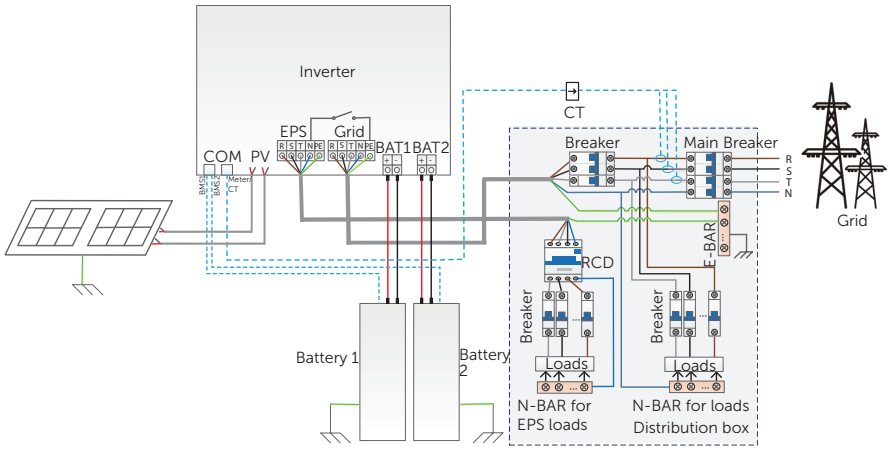 Inverter
EPS
Grid
R S T N PE
R S T N PE
BAT1
BAT2
+ -
+ -
COM
PV
BMS1
BMS2
Meter/
CT
CT
Breaker
Main Breaker
R
S
T
N
Grid
E-BAR
RCD
Breaker
Breaker
...
...
Loads
Loads
...
...
Battery 1
Battery
2
N-BAR for
EPS loads
N-BAR for loads
Distribution box